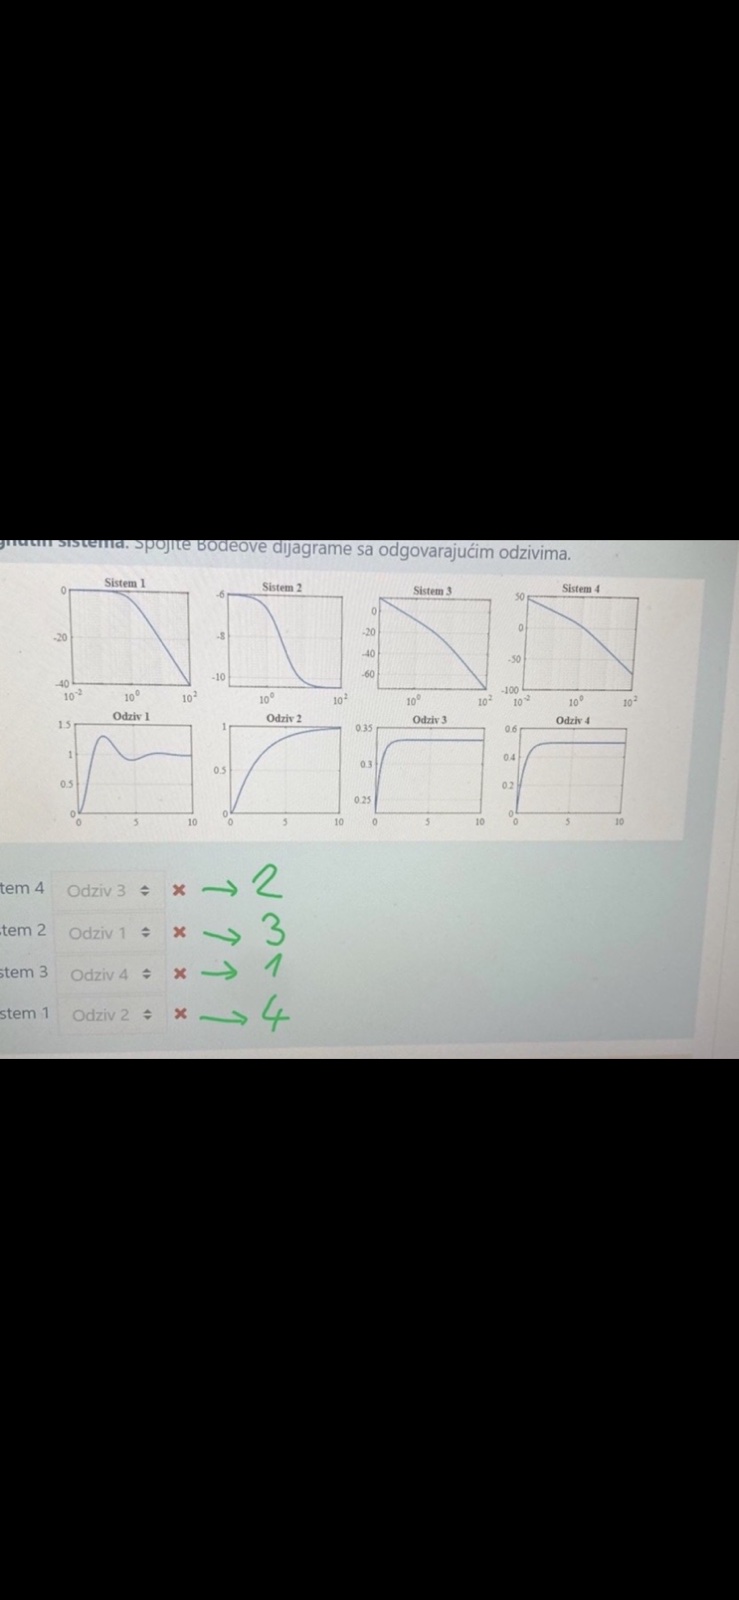 sistema. Spojite Bodeove dijagrame sa odgovarajućim odzivima.
Sistem 1 Sistem 2 Sistem 3 Sistem 4
0 -20 -40 10^-2 10^0 10^2
-6 -8 -10 10^0 10^2
0 -20 -40 -60 10^0 10^2
50 0 -50 -100 10^-2 10^0 10^2
Odziv 1 Odziv 2 Odziv 3 Odziv 4
1.5 1 0.5 0 0 5 10
1 0.5 0 0 5 10
0.35 0.3 0.25 0 5 10
0.6 0.4 0.2 0 0 5 10
tem 4 Odziv 3 × → 2
stem 2 Odziv 1 × → 3
stem 3 Odziv 4 × → 1
stem 1 Odziv 2 × → 4